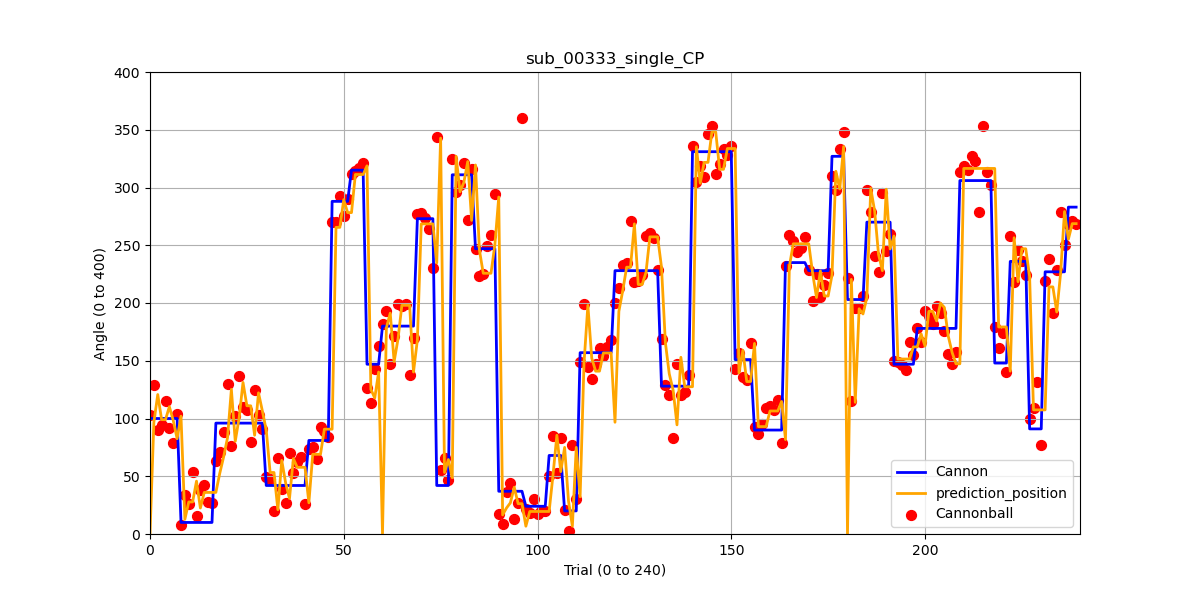 sub_00333_single_CP
Angle (0 to 400)
400
350
300
250
200
150
100
50
0
0 50 100 150 200
Trial (0 to 240)
Cannon
prediction_position
Cannonball